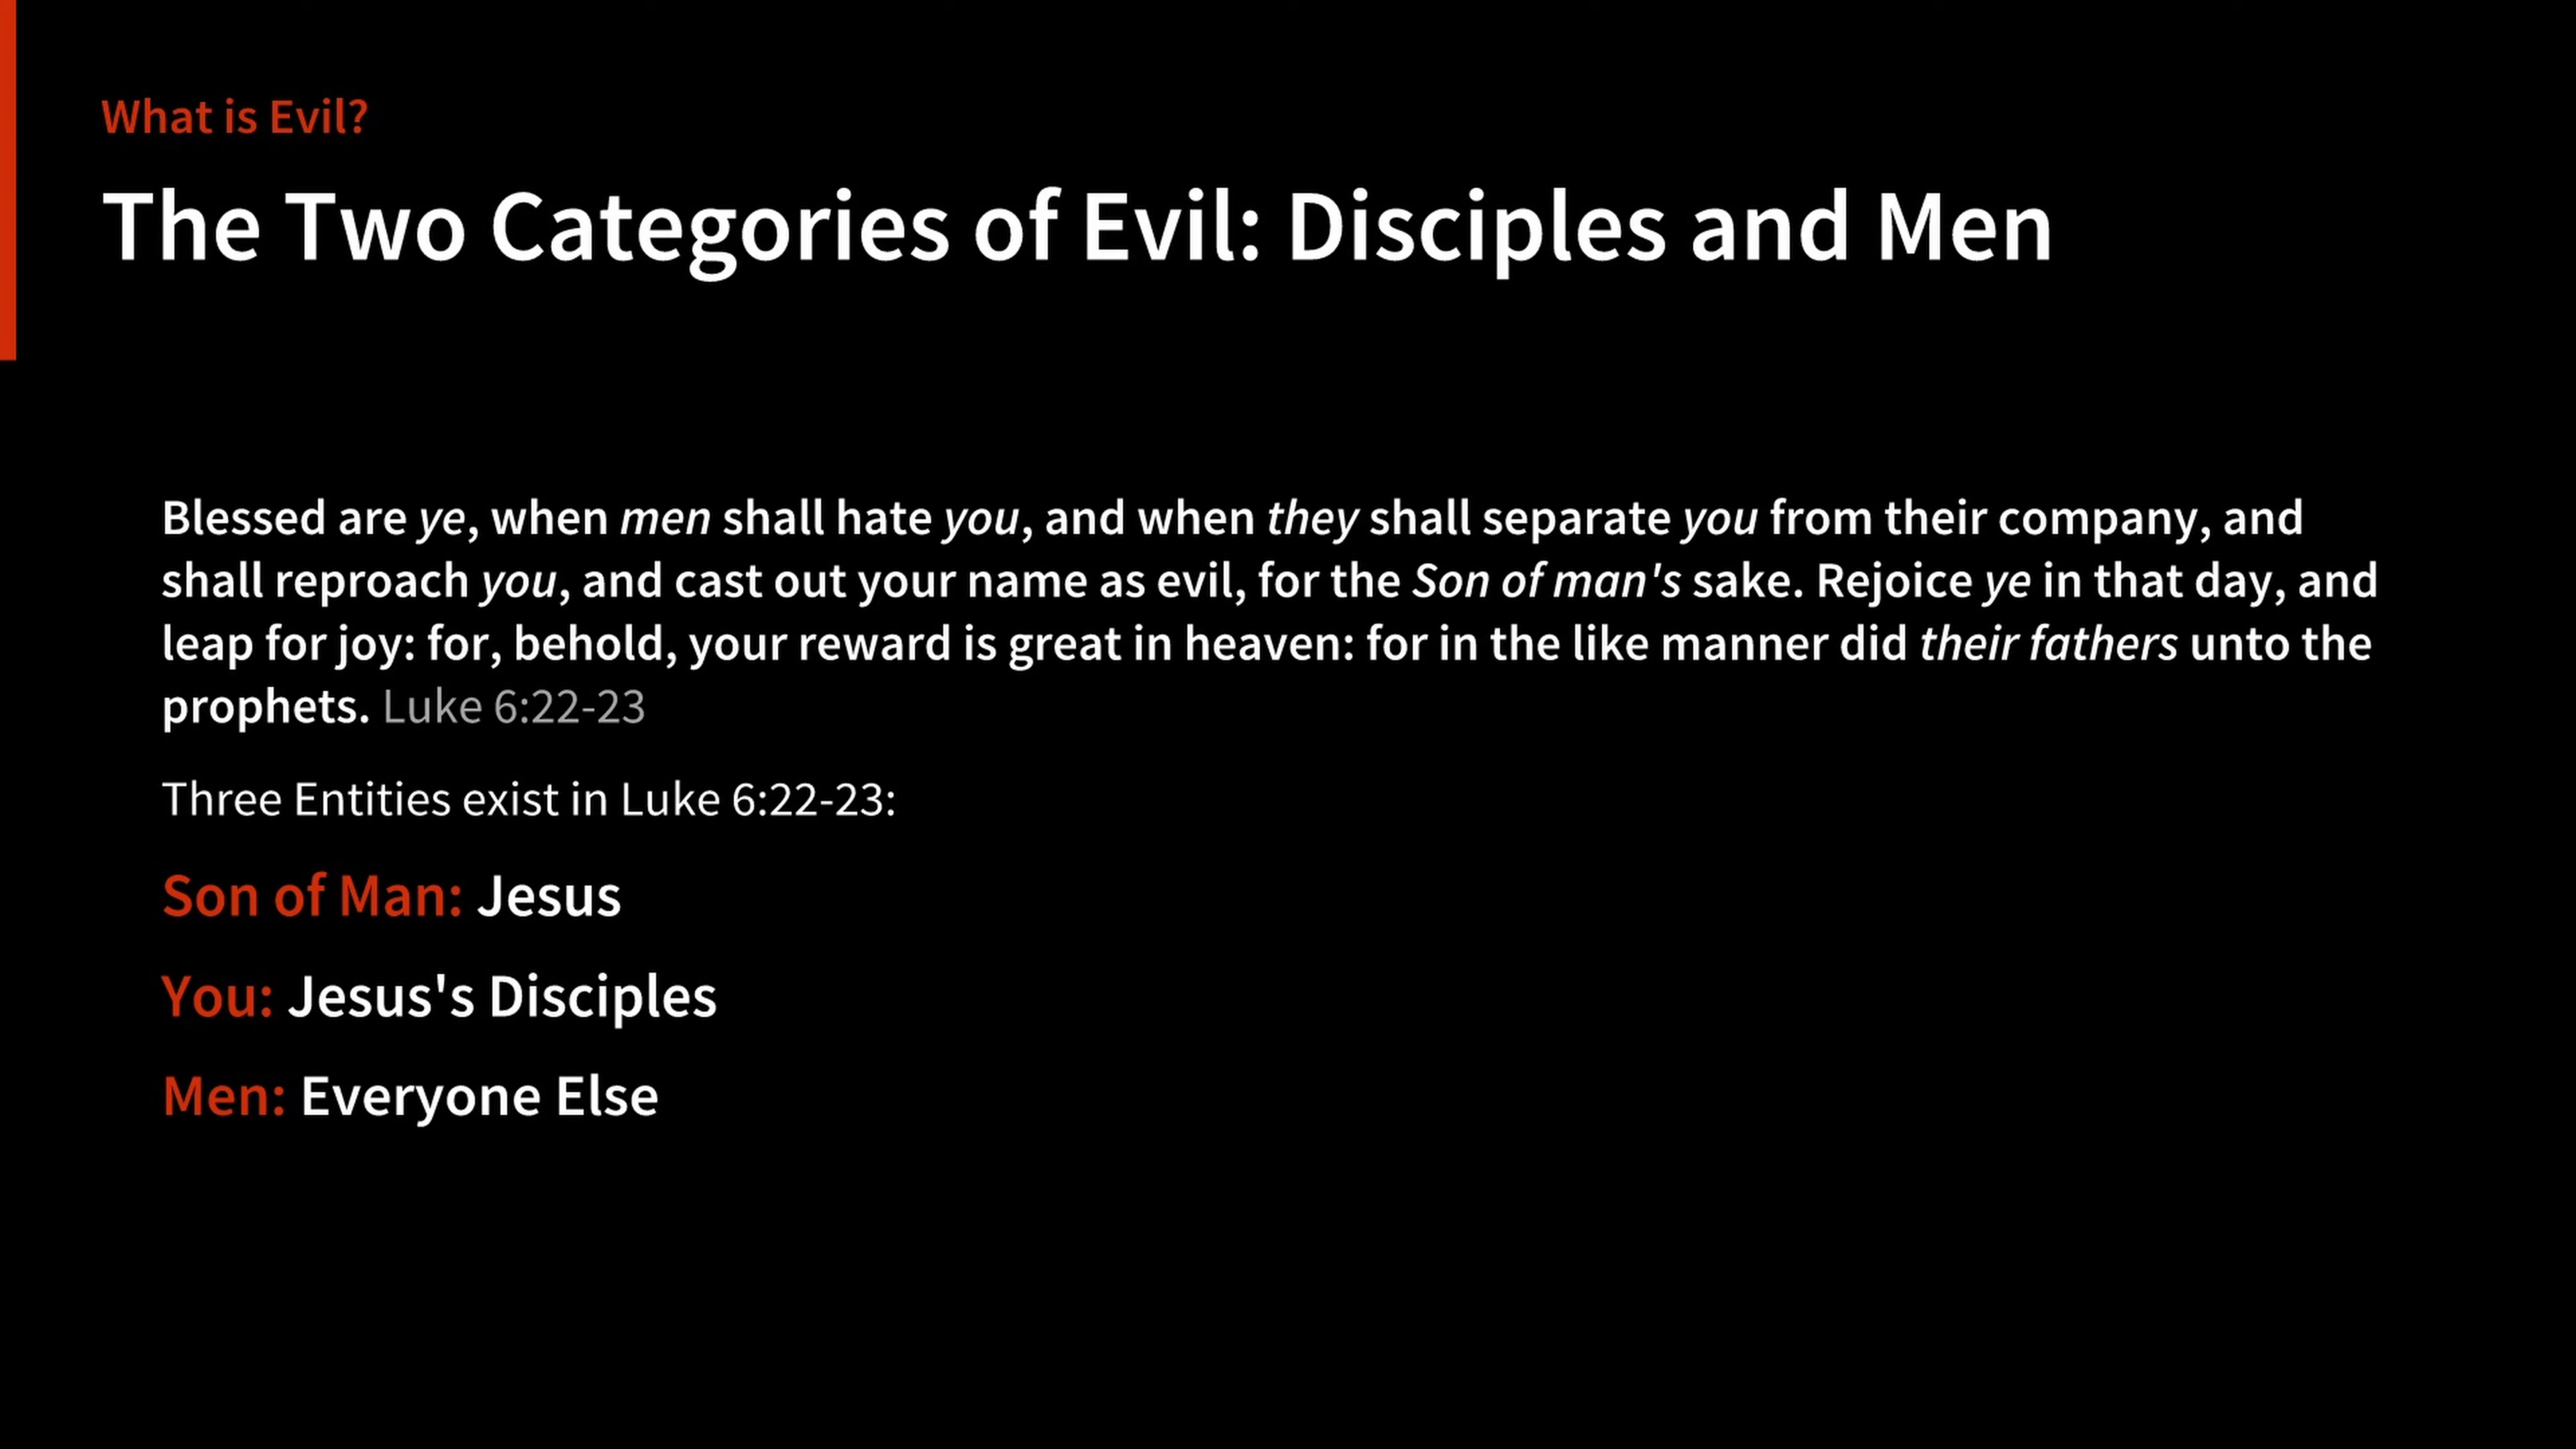 What is Evil?
The Two Categories of Evil: Disciples and Men
Blessed are ye, when men shall hate you, and when they shall separate you from their company, and
shall reproach you, and cast out your name as evil, for the Son of man's sake. Rejoice ye in that day, and
leap for joy: for, behold, your reward is great in heaven: for in the like manner did their fathers unto the
prophets. Luke 6:22-23
Three Entities exist in Luke 6:22-23:
Son of Man: Jesus
You: Jesus's Disciples
Men: Everyone Else